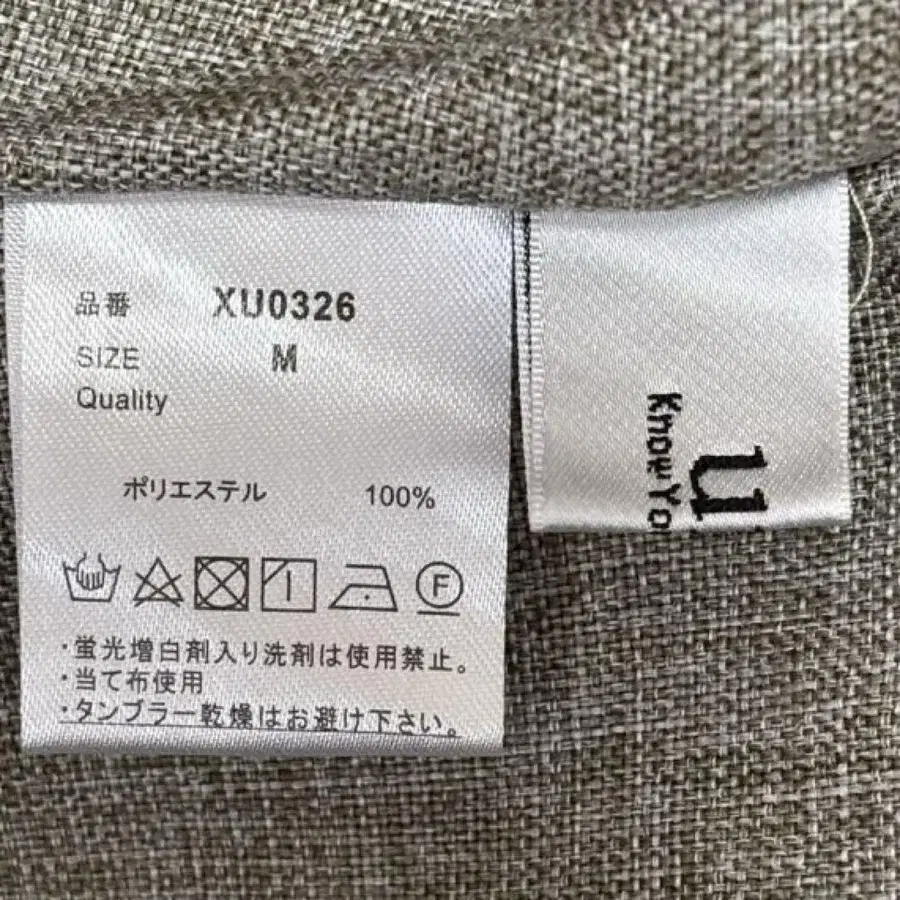 品番 XU0326
SIZE M
Quality
ポリエステル 100%
F
・蛍光増白剤入り洗剤は使用禁止。
・当て布使用
・タンブラー乾燥はお避け下さい。
Know Yo